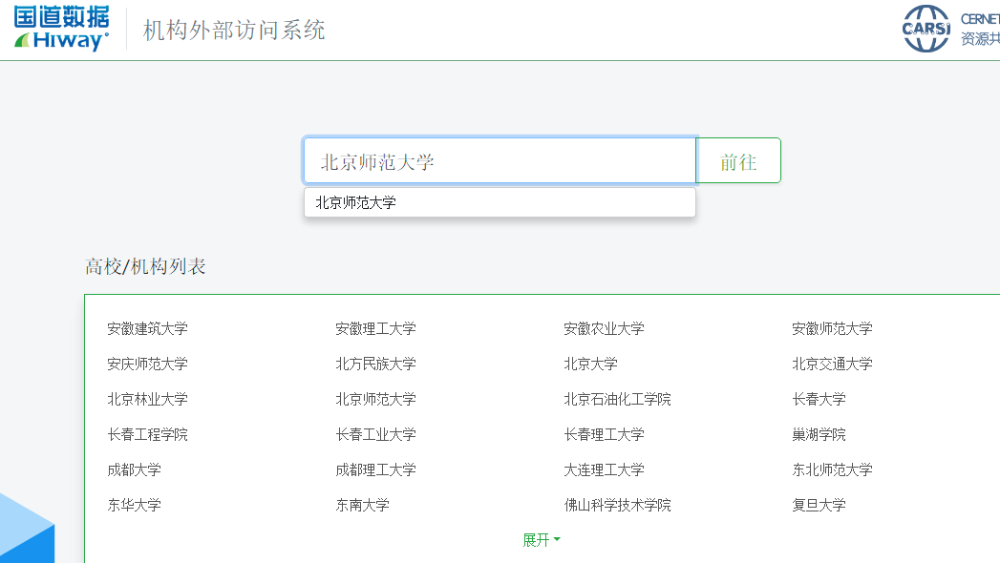 国道数据
Hiway
机构外部访问系统
CARSI
CERNET
资源共
北京师范大学
前往
北京师范大学
高校/机构列表
安徽建筑大学 安徽理工大学 安徽农业大学 安徽师范大学
安庆师范大学 北方民族大学 北京大学 北京交通大学
北京林业大学 北京师范大学 北京石油化工学院 长春大学
长春工程学院 长春工业大学 长春理工大学 巢湖学院
成都大学 成都理工大学 大连理工大学 东北师范大学
东华大学 东南大学 佛山科学技术学院 复旦大学
展开